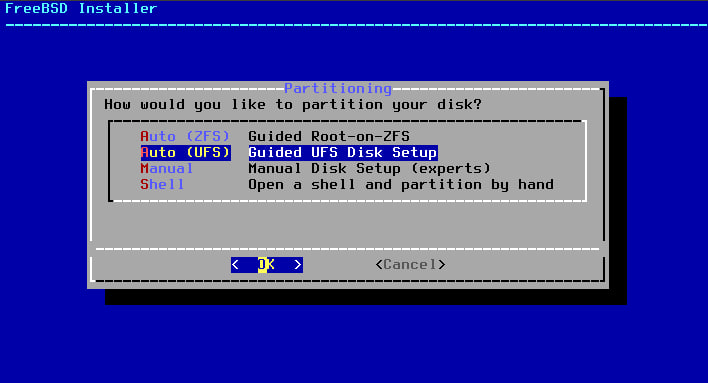 FreeBSD Installer
Partitioning
How would you like to partition your disk?
Auto (ZFS) Guided Root-on-ZFS
Auto (UFS) Guided UFS Disk Setup
Manual Manual Disk Setup (experts)
Shell Open a shell and partition by hand
< OK > <Cancel>